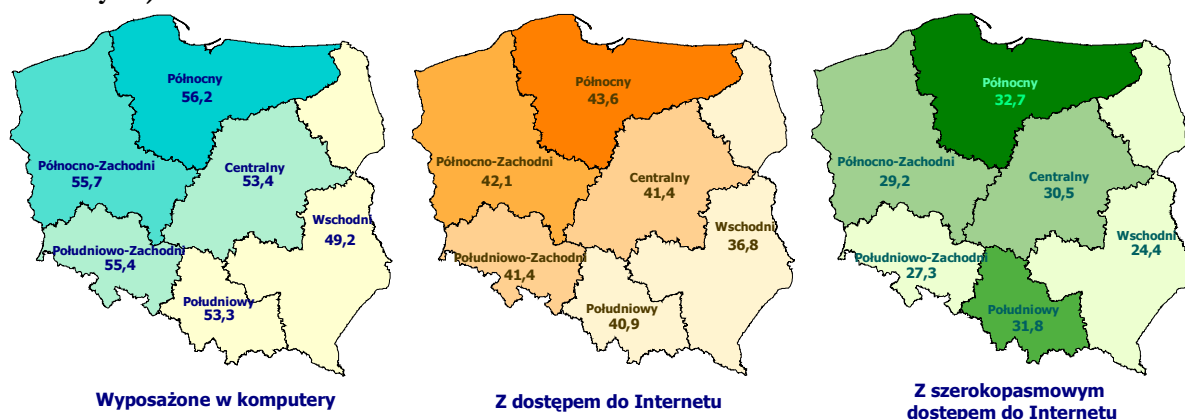 Północny
56,2
Północno-Zachodni
55,7
Centralny
53,4
Wschodni
49,2
Południowo-Zachodni
55,4
Południowy
53,3
Wyposażone w komputery
Północny
43,6
Północno-Zachodni
42,1
Centralny
41,4
Wschodni
36,8
Południowo-Zachodni
41,4
Południowy
40,9
Z dostępem do Internetu
Północny
32,7
Północno-Zachodni
29,2
Centralny
30,5
Wschodni
24,4
Południowo-Zachodni
27,3
Południowy
31,8
Z szerokopasmowym
dostępem do Internetu